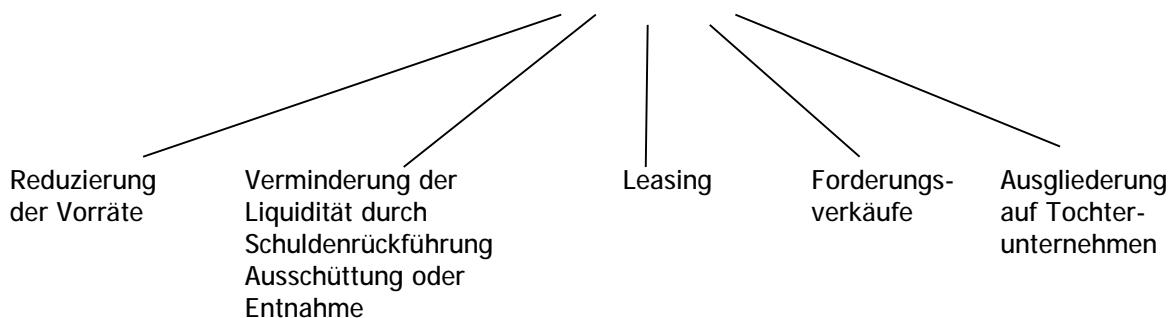 Reduzierung
der Vorräte
Verminderung der
Liquidität durch
Schuldenrückführung
Ausschüttung oder
Entnahme
Leasing
Forderungs-
verkäufe
Ausgliederung
auf Tochter-
unternehmen